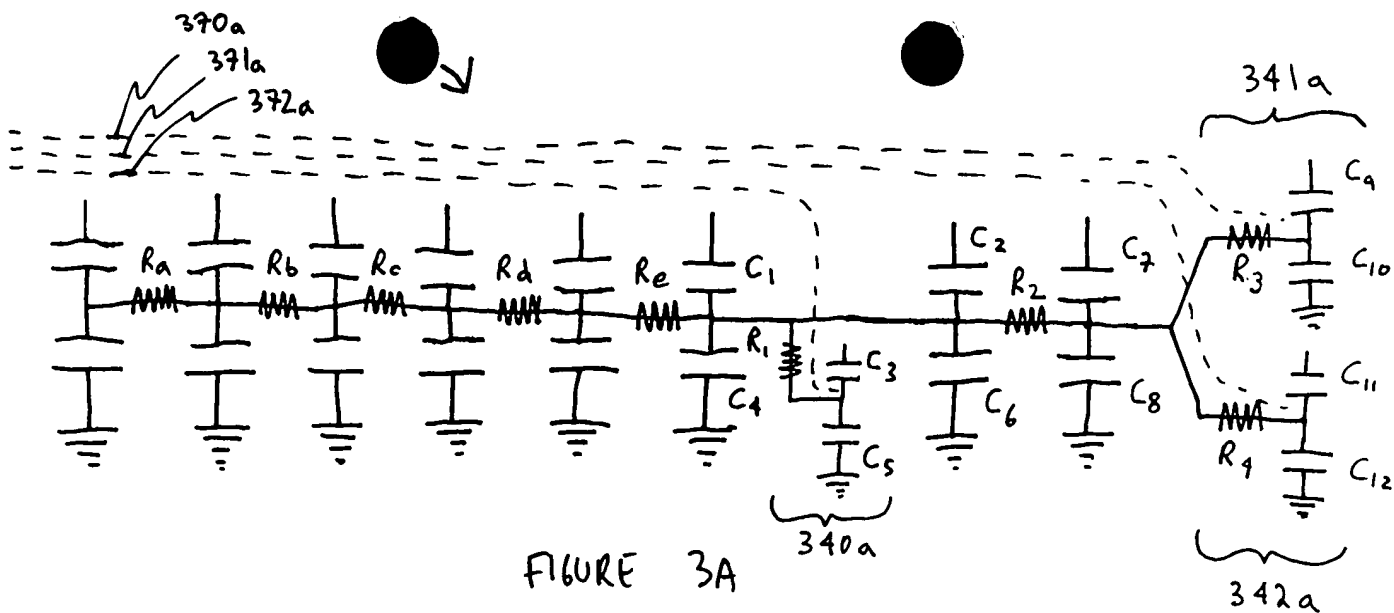 370a
371a
372a
341a
Ra
Rb
Rc
Rd
Re
C1
C2
R2
C7
R3
C9
C10
R1
C3
C4
C5
C6
C8
R4
C11
C12
340a
342a
FIGURE 3A